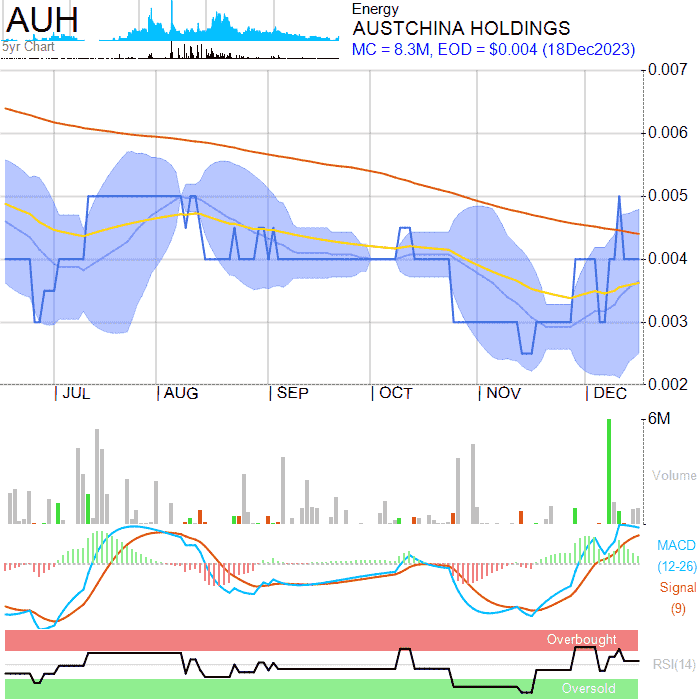 AUH
5yr Chart
Energy
AUSTCHINA HOLDINGS
MC = 8.3M, EOD = $0.004 (18Dec2023)
0.007
0.006
0.005
0.004
0.003
0.002
JUL AUG SEP OCT NOV DEC
6M
Volume
MACD
(12-26)
Signal
(9)
Overbought
RSI(14)
Oversold